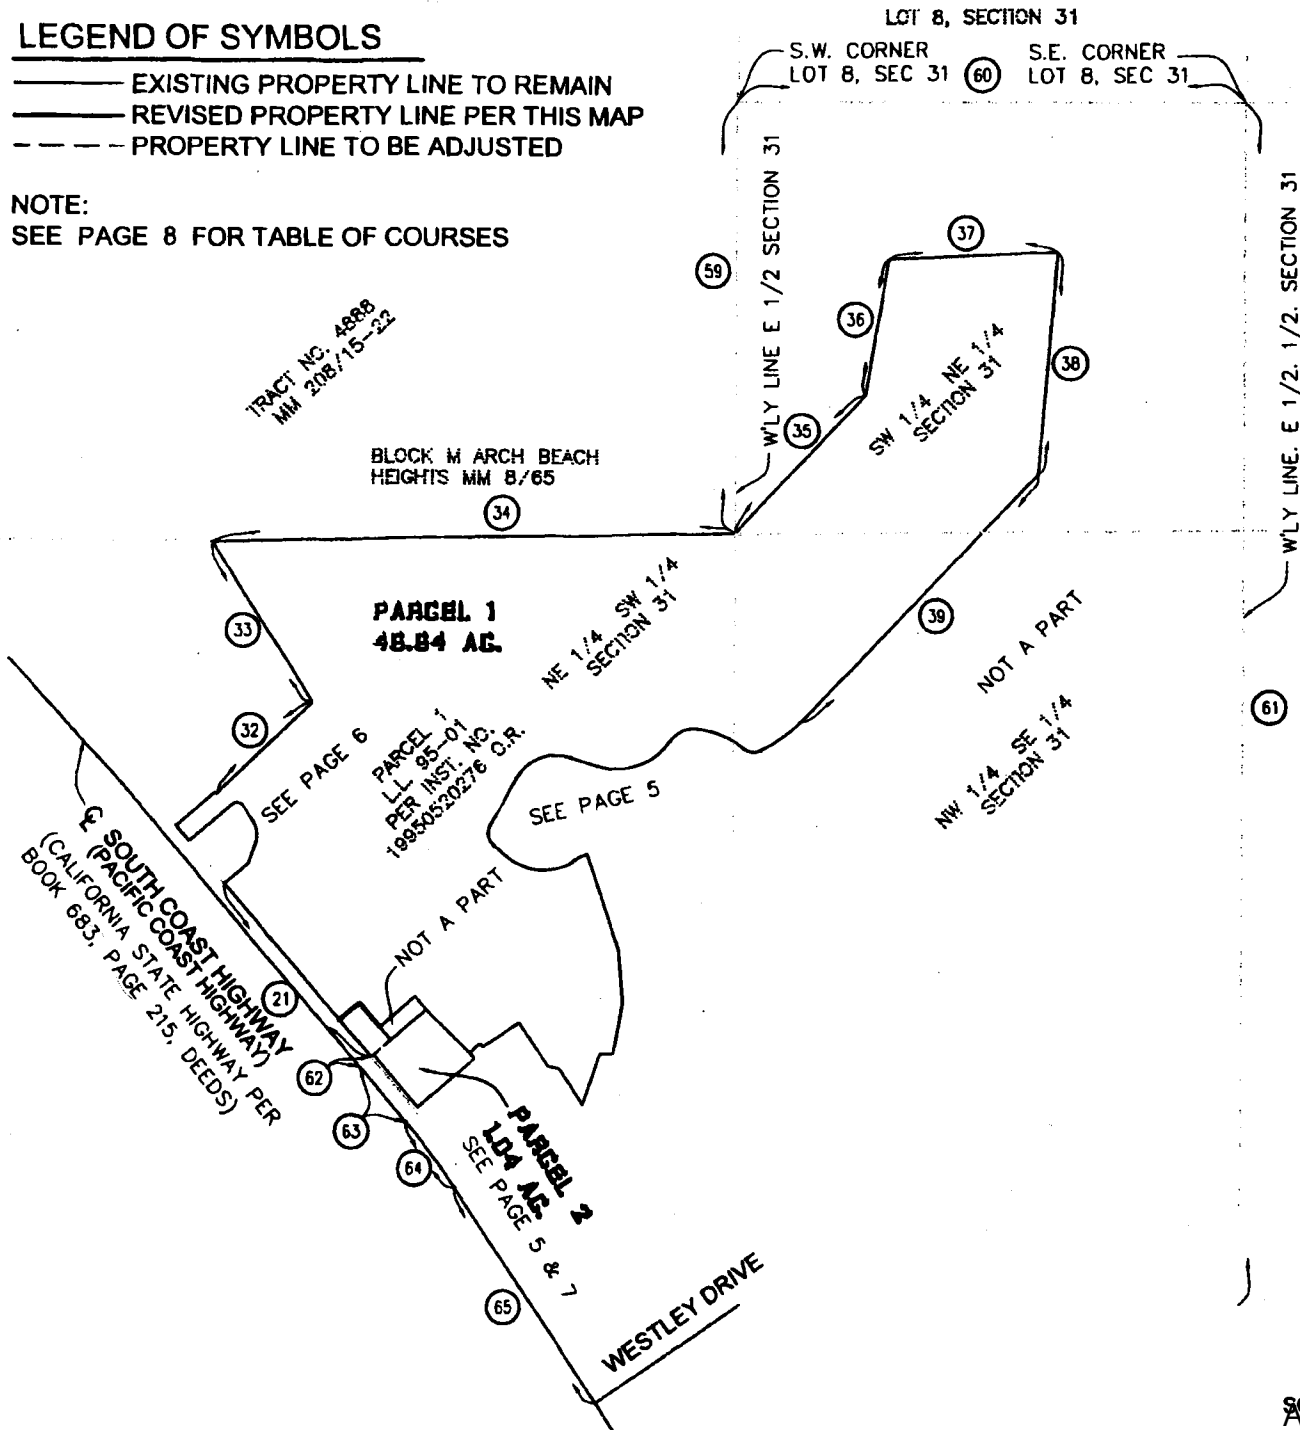 LEGEND OF SYMBOLS
EXISTING PROPERTY LINE TO REMAIN
REVISED PROPERTY LINE PER THIS MAP
PROPERTY LINE TO BE ADJUSTED
NOTE:
SEE PAGE 8 FOR TABLE OF COURSES
LOT 8, SECTION 31
S.W. CORNER
LOT 8, SEC 31
60
S.E. CORNER
LOT 8, SEC 31
59
W'LY LINE E 1/2 SECTION 31
W'LY LINE. E 1/2. 1/2. SECTION 31
37
36
38
35
SW 1/4 NE 1/4
SECTION 31
TRACT NO. 4888
MM 208/15-22
BLOCK M ARCH BEACH
HEIGHTS MM 8/65
34
33
PARCEL 1
48.84 AC.
NE 1/4 SW 1/4
SECTION 31
39
NOT A PART
61
NW 1/4 SE 1/4
SECTION 31
32
SEE PAGE 6
PARCEL 1
L.L. 95-01
PER INST. NO.
19950520276 O.R.
SEE PAGE 5
NOT A PART
℄ SOUTH COAST HIGHWAY
(PACIFIC COAST HIGHWAY)
(CALIFORNIA STATE HIGHWAY PER
BOOK 683, PAGE 215, DEEDS)
21
62
63
64
PARCEL 2
1.04 AC.
SEE PAGE 5 & 7
65
WESTLEY DRIVE